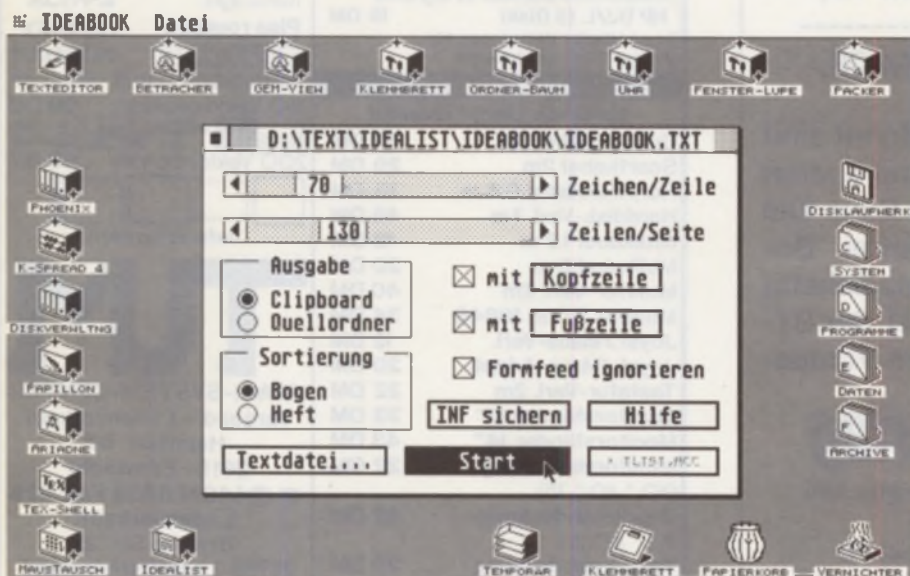 IDEABOOK Datei
TEXTEDITOR BETRACHER GEM-VIEW KLEMMBRETT ORDNER-BAUM UHR FENSTER-LUPE PACKER
D:\TEXT\IDEALIST\IDEABOOK\IDEABOOK.TXT
70 Zeichen/Zeile
130 Zeilen/Seite
Ausgabe
Clipboard
Quellordner
mit Kopfzeile
mit Fußzeile
Sortierung
Bogen
Heft
Formfeed ignorieren
INF sichern Hilfe
Textdatei... Start
PHOENIX
K-SPREAD 4
DISKVERWLTNG
PAPILLON
ARIADNE
TEX-SHELL
MAUSTAUSCH IDEALIST TEMPORÄR KLEMMBRETT PAPIERKORB VERNICHTER
DISKLAUFWERK
SYSTEM
PROGRAMME
DATEN
ARCHIVE